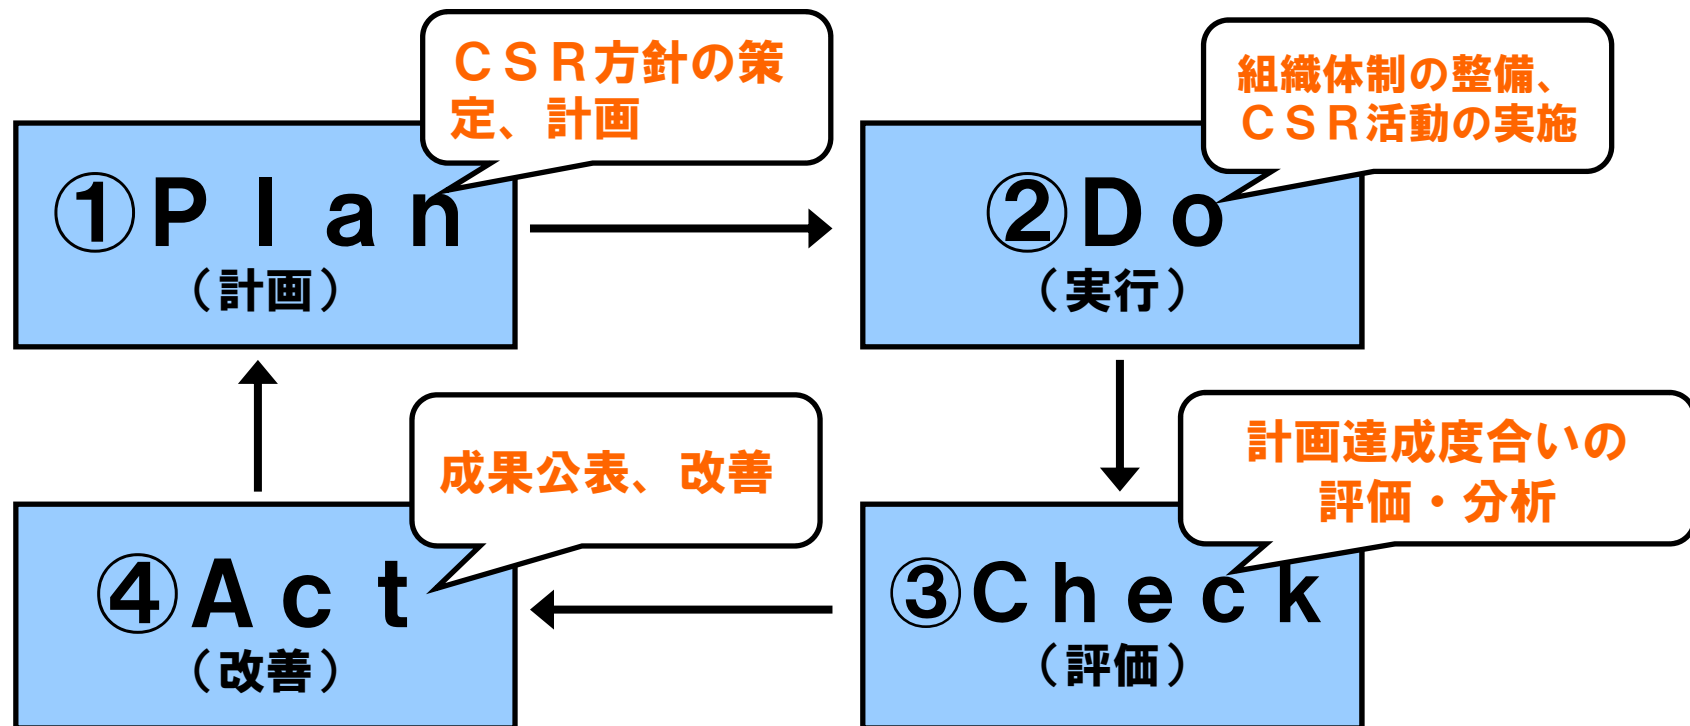 CSR方針の策
定、計画
①Plan
(計画)
組織体制の整備、
CSR活動の実施
②Do
(実行)
計画達成度合いの
評価・分析
③Check
(評価)
成果公表、改善
④Act
(改善)